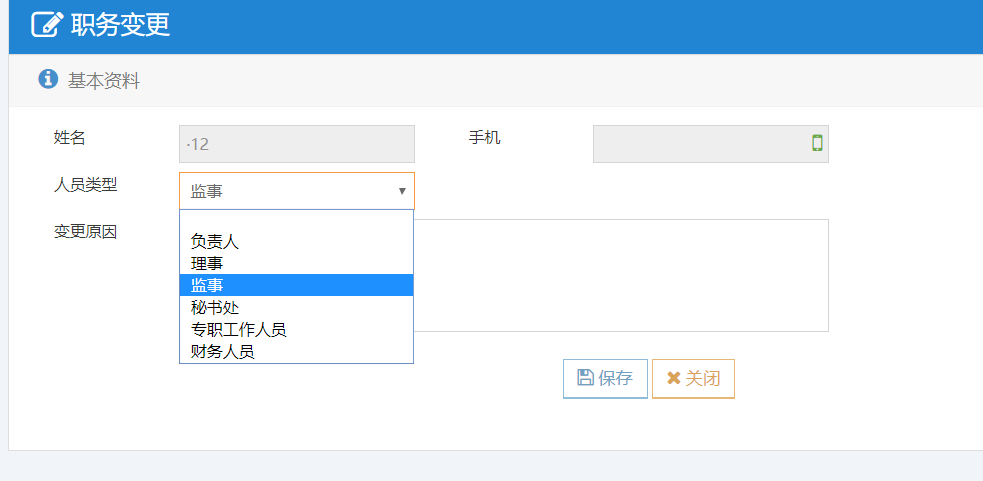 职务变更
基本资料
姓名 ·12 手机
人员类型 监事
变更原因
负责人
理事
监事
秘书处
专职工作人员
财务人员
保存 关闭